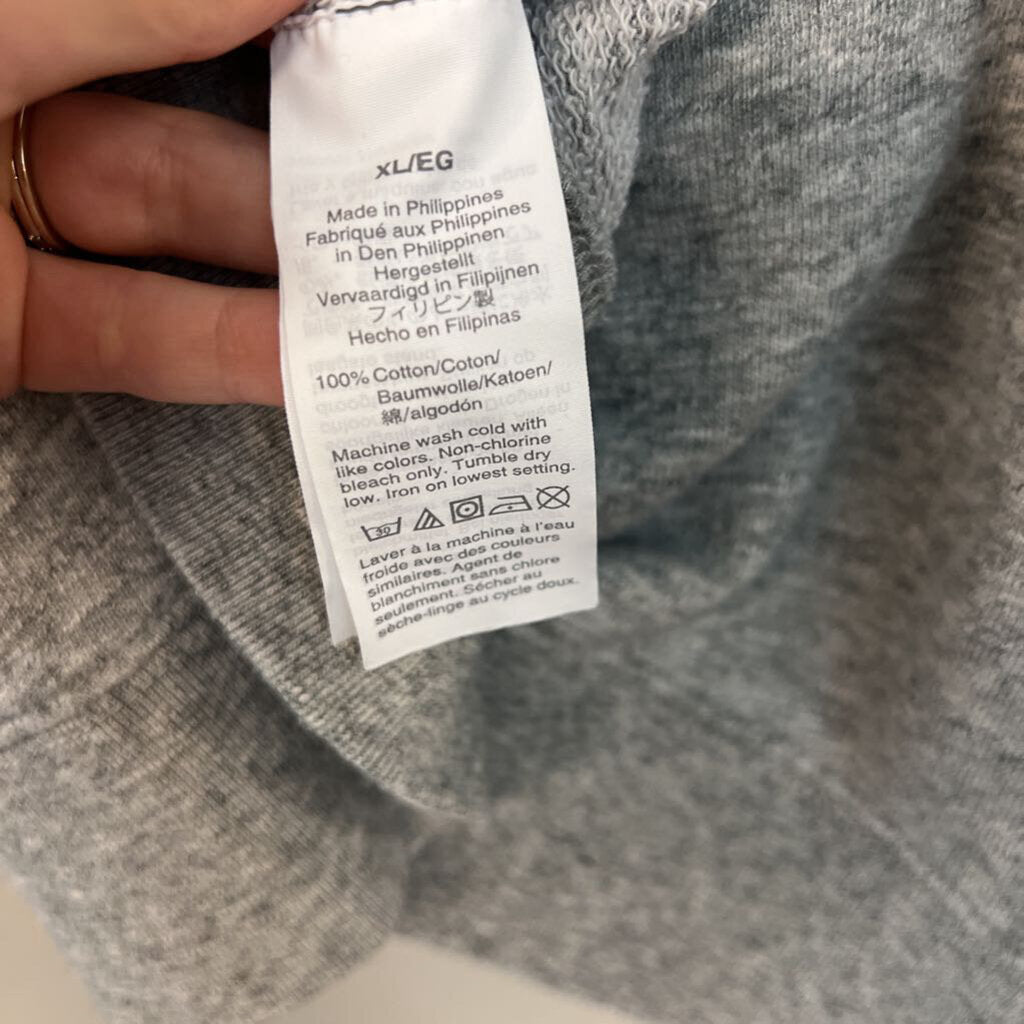 XL/EG
Made in Philippines
Fabriqué aux Philippines
in Den Philippinen
Hergestellt
Vervaardigd in Filipijnen
フィリピン製
Hecho en Filipinas
100% Cotton/Coton/
Baumwolle/Katoen/
綿/algodón
Machine wash cold with
like colors. Non-chlorine
bleach only. Tumble dry
low. Iron on lowest setting.
30
Laver à la machine à l'eau
froide avec des couleurs
similaires. Agent de
blanchiment sans chlore
seulement. Sécher au
sèche-linge au cycle doux.